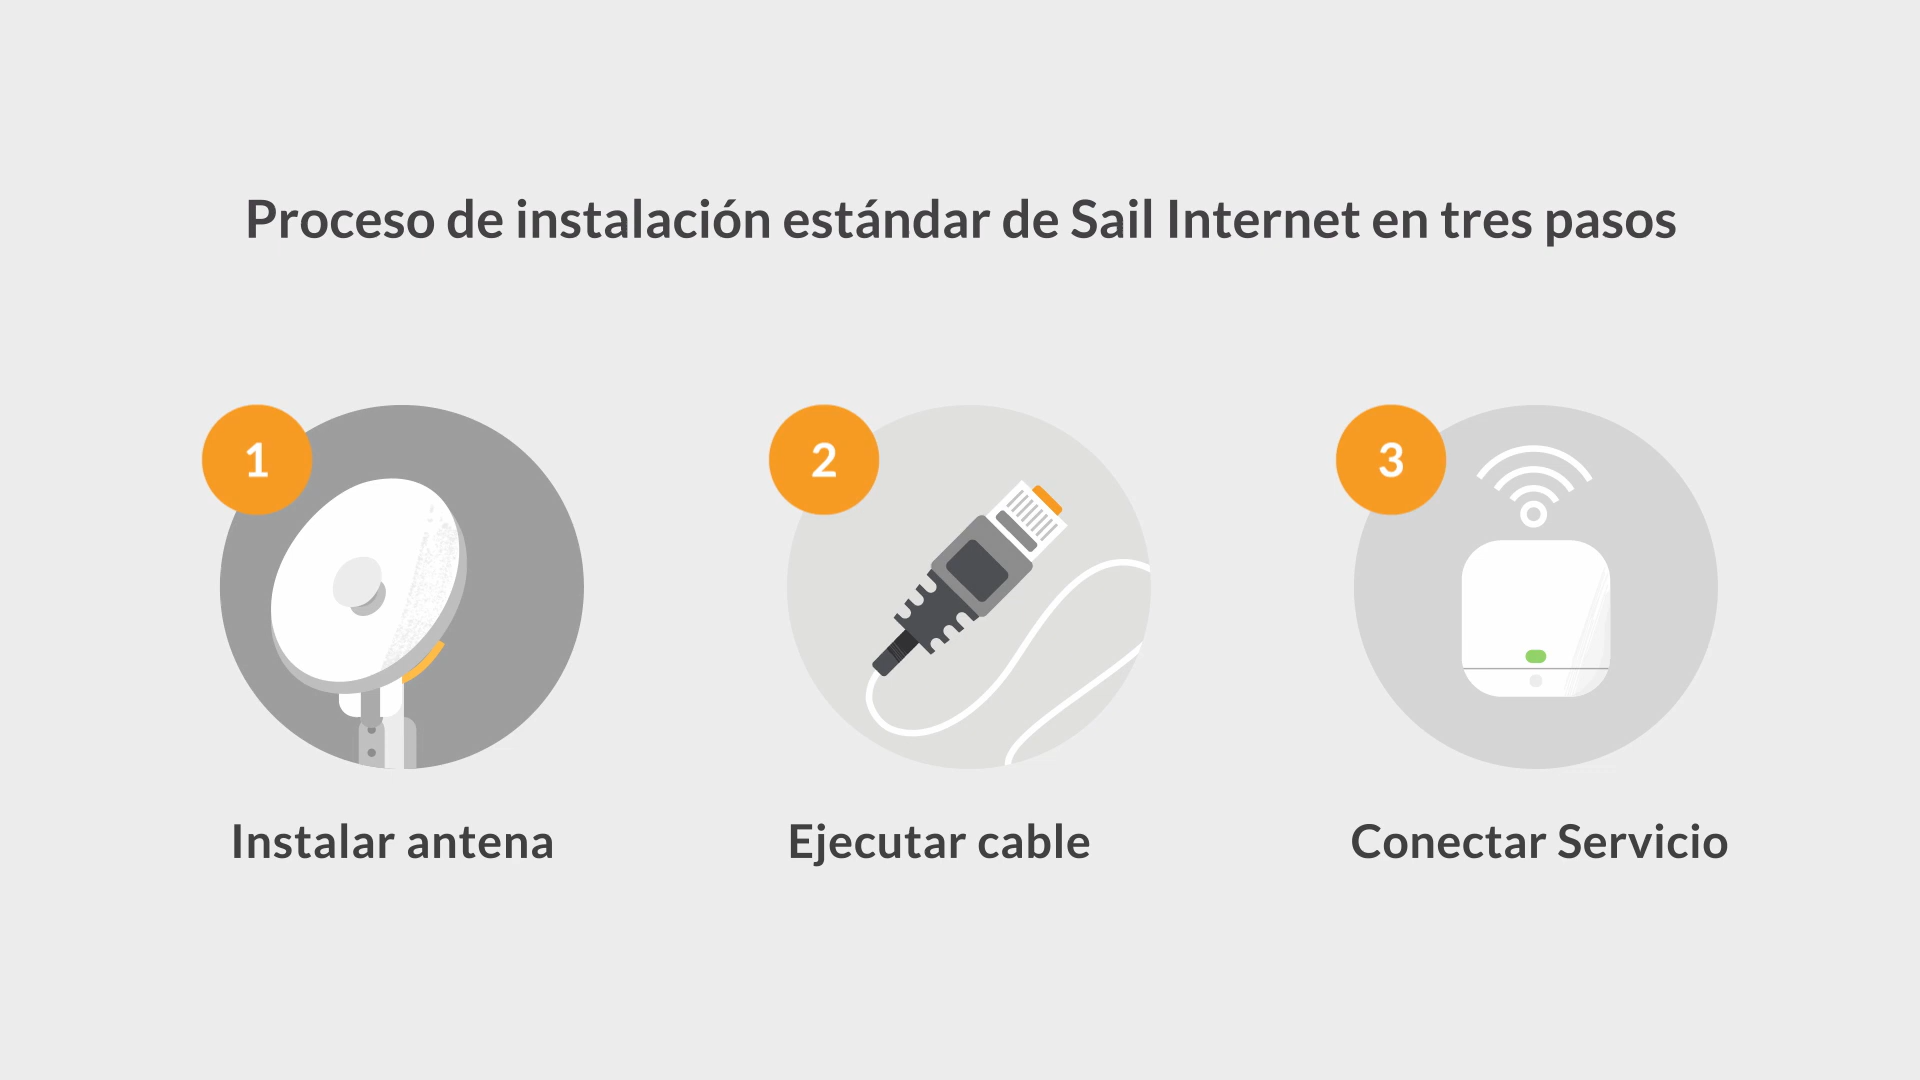 Proceso de instalación estándar de Sail Internet en tres pasos
1
2
3
Instalar antena
Ejecutar cable
Conectar Servicio